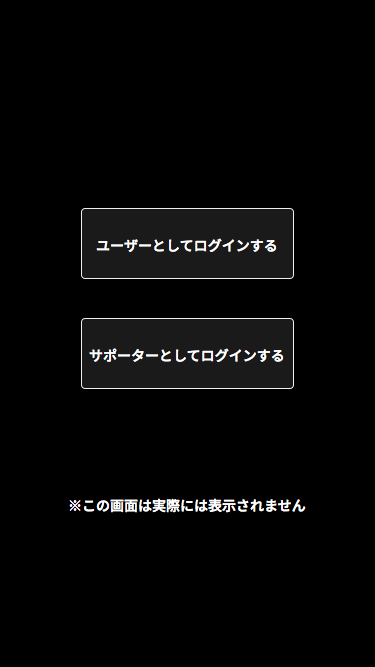 ユーザーとしてログインする
サポーターとしてログインする
※この画面は実際には表示されません